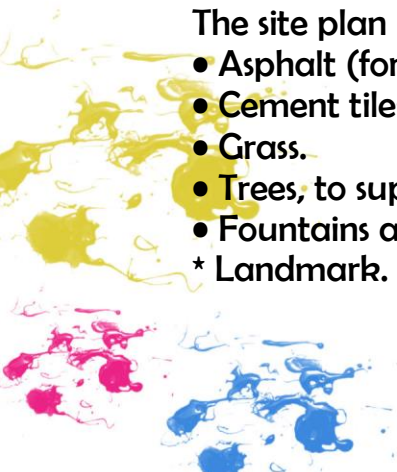 The site plan
• Asphalt (for
• Cement tile
• Grass.
• Trees, to sup
• Fountains a
* Landmark.